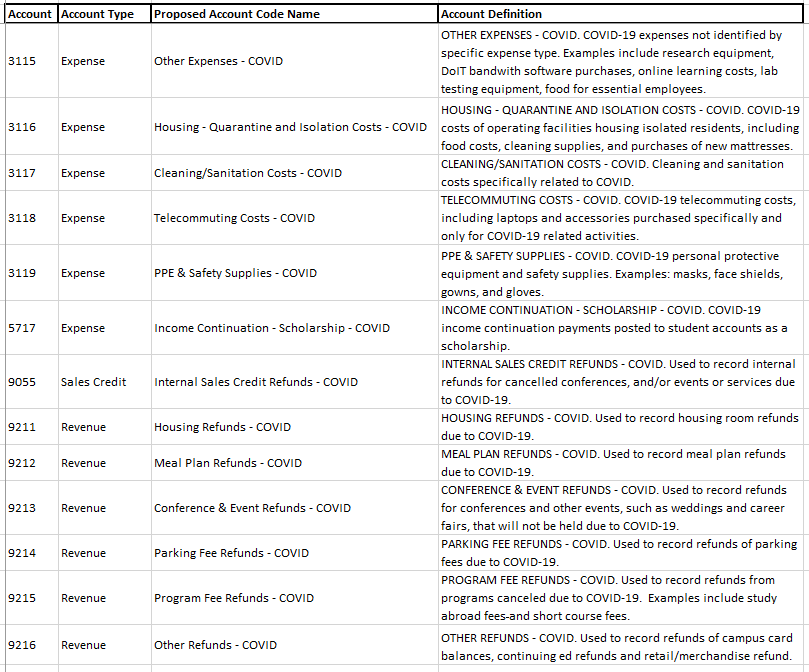 Account Account Type Proposed Account Code Name Account Definition
OTHER EXPENSES - COVID. COVID-19 expenses not identified by
specific expense type. Examples include research equipment,
3115 Expense Other Expenses - COVID
DoIT bandwith software purchases, online learning costs, lab
testing equipment, food for essential employees.
HOUSING - QUARANTINE AND ISOLATION COSTS - COVID. COVID-19
3116 Expense Housing - Quarantine and Isolation Costs - COVID costs of operating facilities housing isolated residents, including
food costs, cleaning supplies, and purchases of new mattresses.
CLEANING/SANITATION COSTS - COVID. Cleaning and sanitation
3117 Expense Cleaning/Sanitation Costs - COVID
costs specifically related to COVID.
TELECOMMUTING COSTS - COVID. COVID-19 telecommuting costs,
3118 Expense Telecommuting Costs - COVID including laptops and accessories purchased specifically and
only for COVID-19 related activities.
PPE & SAFETY SUPPLIES - COVID. COVID-19 personal protective
3119 Expense PPE & Safety Supplies - COVID equipment and safety supplies. Examples: masks, face shields,
gowns, and gloves.
INCOME CONTINUATION - SCHOLARSHIP - COVID. COVID-19
5717 Expense Income Continuation - Scholarship - COVID income continuation payments posted to student accounts as a
scholarship.
INTERNAL SALES CREDIT REFUNDS - COVID. Used to record internal
9055 Sales Credit Internal Sales Credit Refunds - COVID refunds for cancelled conferences, and/or events or services due
to COVID-19.
HOUSING REFUNDS - COVID. Used to record housing room refunds
9211 Revenue Housing Refunds - COVID
due to COVID-19.
MEAL PLAN REFUNDS - COVID. Used to record meal plan refunds
9212 Revenue Meal Plan Refunds - COVID
due to COVID-19.
CONFERENCE & EVENT REFUNDS - COVID. Used to record refunds
9213 Revenue Conference & Event Refunds - COVID for conferences and other events, such as weddings and career
fairs, that will not be held due to COVID-19.
PARKING FEE REFUNDS - COVID. Used to record refunds of parking
9214 Revenue Parking Fee Refunds - COVID
fees due to COVID-19.
PROGRAM FEE REFUNDS - COVID. Used to record refunds from
9215 Revenue Program Fee Refunds - COVID programs canceled due to COVID-19. Examples include study
abroad fees-and short course fees.
OTHER REFUNDS - COVID. Used to record refunds of campus card
9216 Revenue Other Refunds - COVID
balances, continuing ed refunds and retail/merchandise refund.